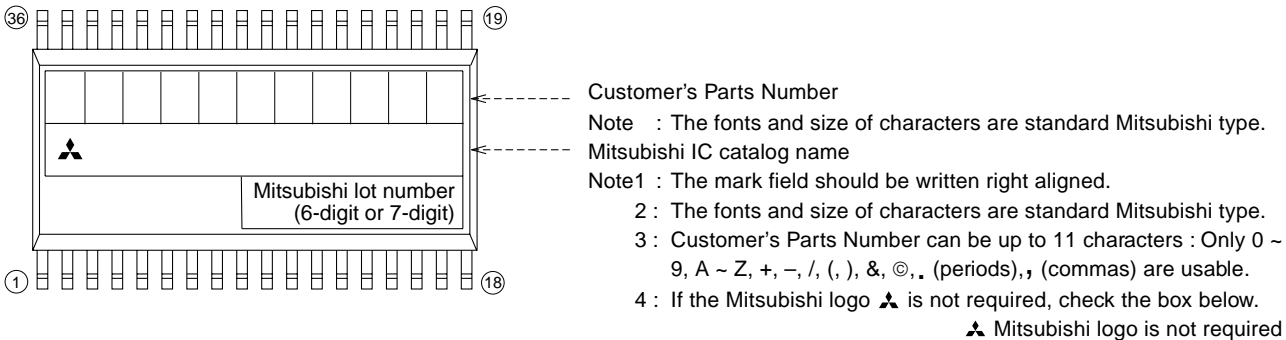 36 19
Customer's Parts Number
Note : The fonts and size of characters are standard Mitsubishi type.
Mitsubishi IC catalog name
Mitsubishi lot number
(6-digit or 7-digit)
Note1 : The mark field should be written right aligned.
2 : The fonts and size of characters are standard Mitsubishi type.
3 : Customer's Parts Number can be up to 11 characters : Only 0 ~
9, A ~ Z, +, –, /, (, ), &, ©, . (periods), , (commas) are usable.
4 : If the Mitsubishi logo is not required, check the box below.
Mitsubishi logo is not required
1 18